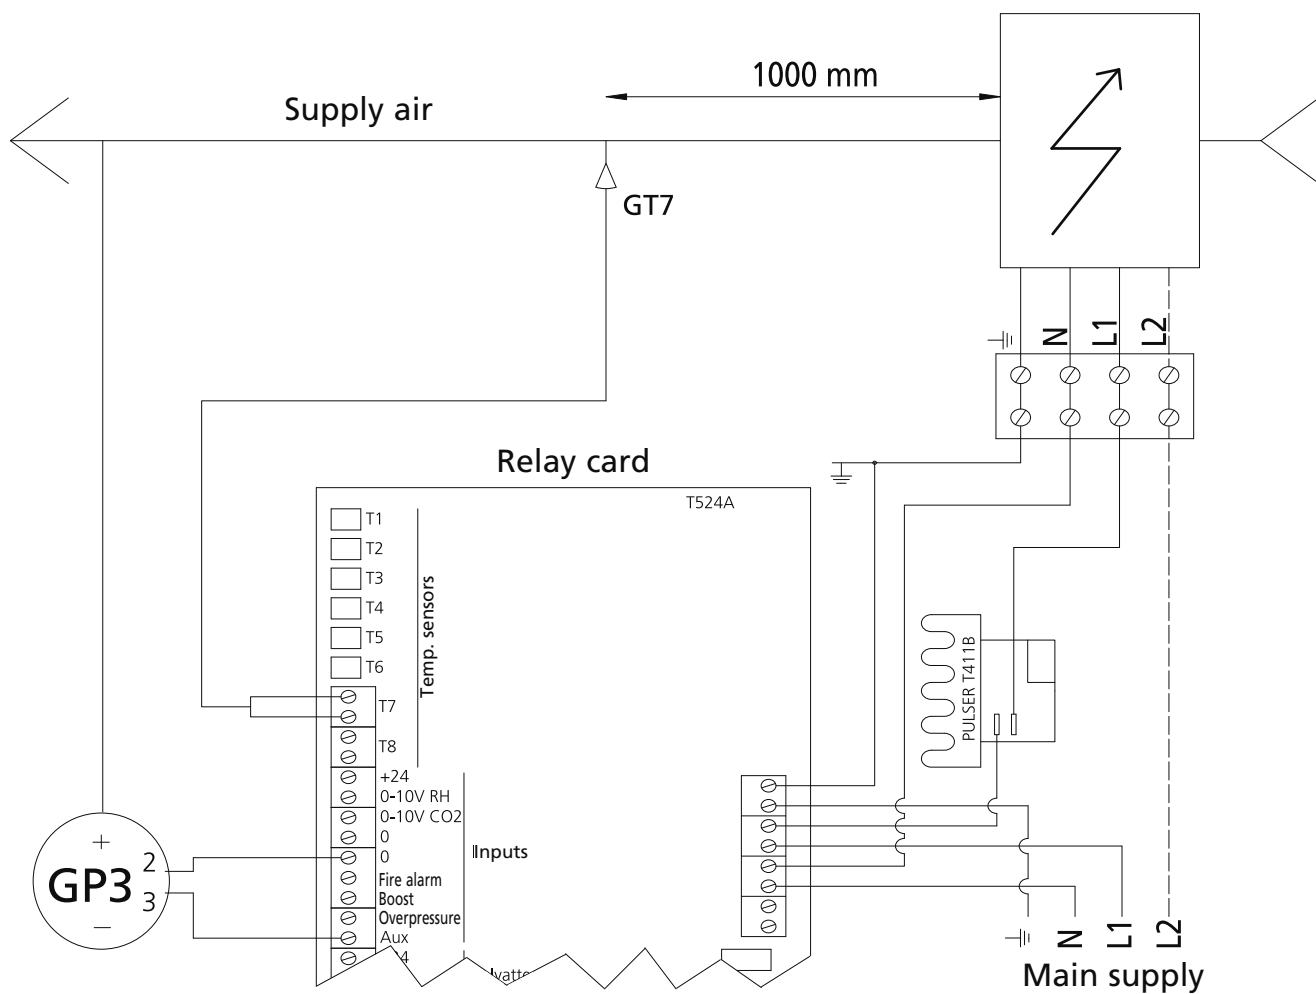 1000 mm
Supply air
GT7
N
L1
L2
Relay card
T524A
T1
T2
T3
T4
T5
T6
T7
T8
Temp. sensors
PULSER T411B
+24
0-10V RH
0-10V CO2
0
0
Fire alarm
Boost
Overpressure
Aux
Inputs
+
GP3
2
3
–
N
L1
L2
Main supply